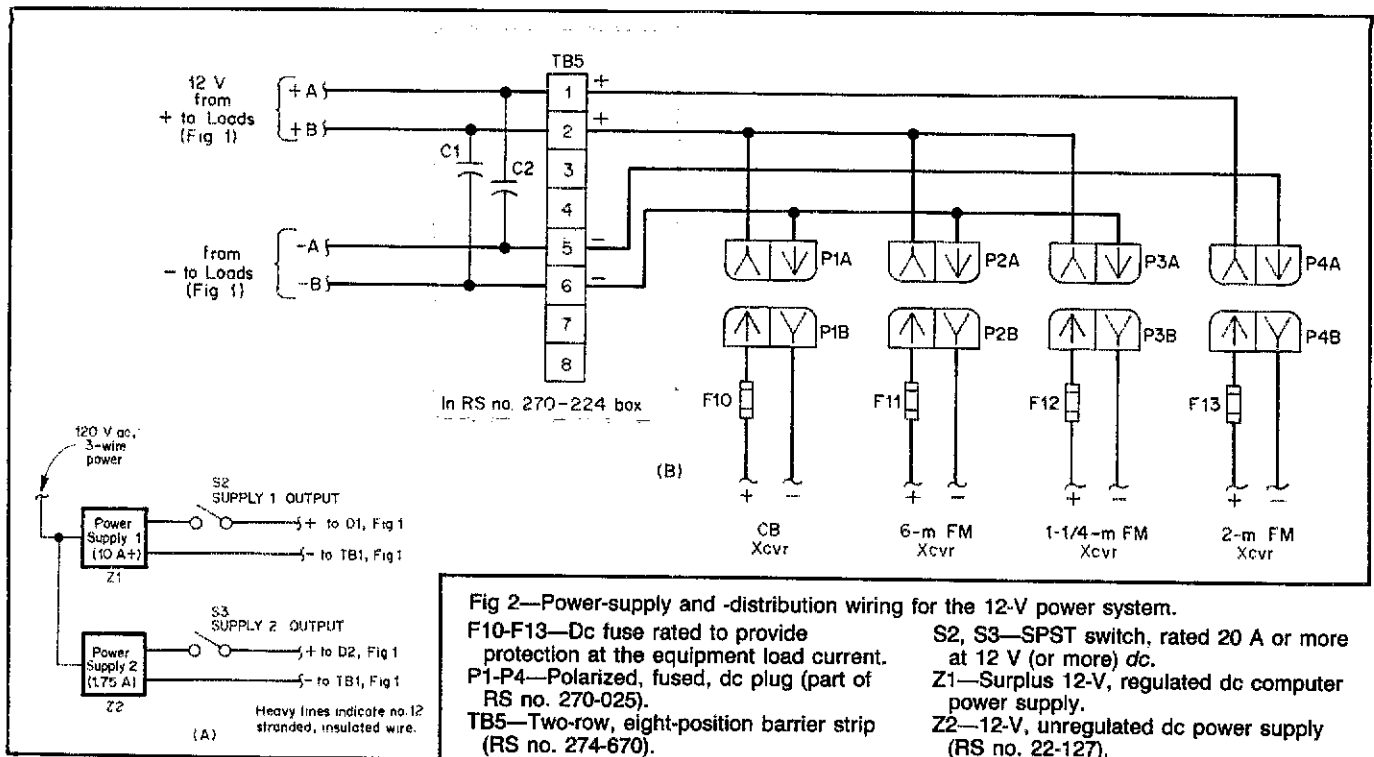 TB5
12 V
from
+ to Loads
(Fig 1)
+A
+B
C1
C2
1
2
3
4
5
6
7
8
+
+
−
−
from
− to Loads
(Fig 1)
-A
-B
P1A
P2A
P3A
P4A
P1B
P2B
P3B
P4B
F10
F11
F12
F13
In RS no. 270-224 box
(B)
+ −
+ −
+ −
+ −
CB
Xcvr
6-m FM
Xcvr
1-1/4-m FM
Xcvr
2-m FM
Xcvr
120 V ac,
3-wire
power
S2
SUPPLY 1 OUTPUT
Power
Supply 1
(10 A+)
Z1
+ to D1, Fig 1
- to TB1, Fig 1
S3
SUPPLY 2 OUTPUT
Power
Supply 2
(1.75 A)
Z2
+ to D2, Fig 1
- to TB1, Fig 1
Heavy lines indicate no. 12
stranded, insulated wire.
(A)
Fig 2—Power-supply and -distribution wiring for the 12-V power system.
F10-F13—Dc fuse rated to provide
protection at the equipment load current.
P1-P4—Polarized, fused, dc plug (part of
RS no. 270-025).
TB5—Two-row, eight-position barrier strip
(RS no. 274-670).
S2, S3—SPST switch, rated 20 A or more
at 12 V (or more) dc.
Z1—Surplus 12-V, regulated dc computer
power supply.
Z2—12-V, unregulated dc power supply
(RS no. 22-127).